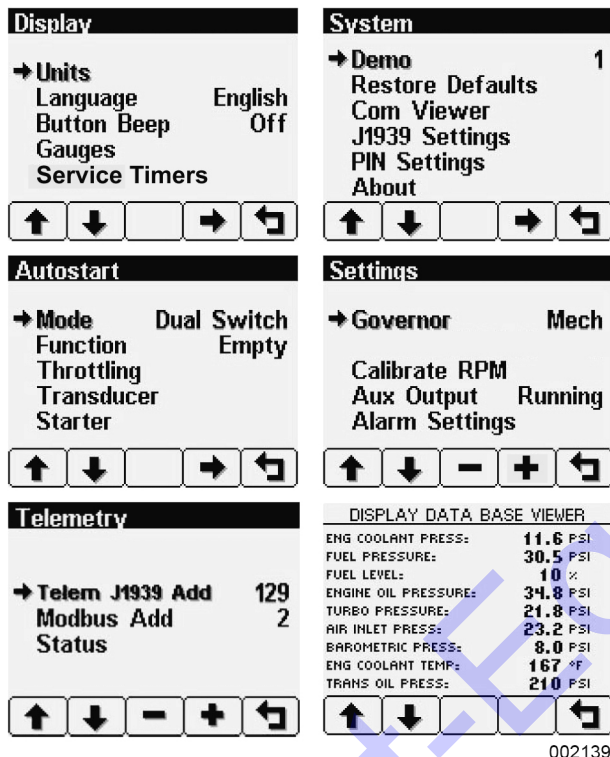 Display
Units
Language English
Button Beep Off
Gauges
Service Timers
System
Demo 1
Restore Defaults
Com Viewer
J1939 Settings
PIN Settings
About
Autostart
Mode Dual Switch
Function Empty
Throttling
Transducer
Starter
Settings
Governor Mech
Calibrate RPM
Aux Output Running
Alarm Settings
Telemetry
Telem J1939 Add 129
Modbus Add 2
Status
DISPLAY DATA BASE VIEWER
ENG COOLANT PRESS: 11.6 PSI
FUEL PRESSURE: 30.5 PSI
FUEL LEVEL: 10 %
ENGINE OIL PRESSURE: 34.8 PSI
TURBO PRESSURE: 21.8 PSI
AIR INLET PRESS: 23.2 PSI
BAROMETRIC PRESS: 8.0 PSI
ENG COOLANT TEMP: 167 °F
TRANS OIL PRESS: 210 PSI
002139